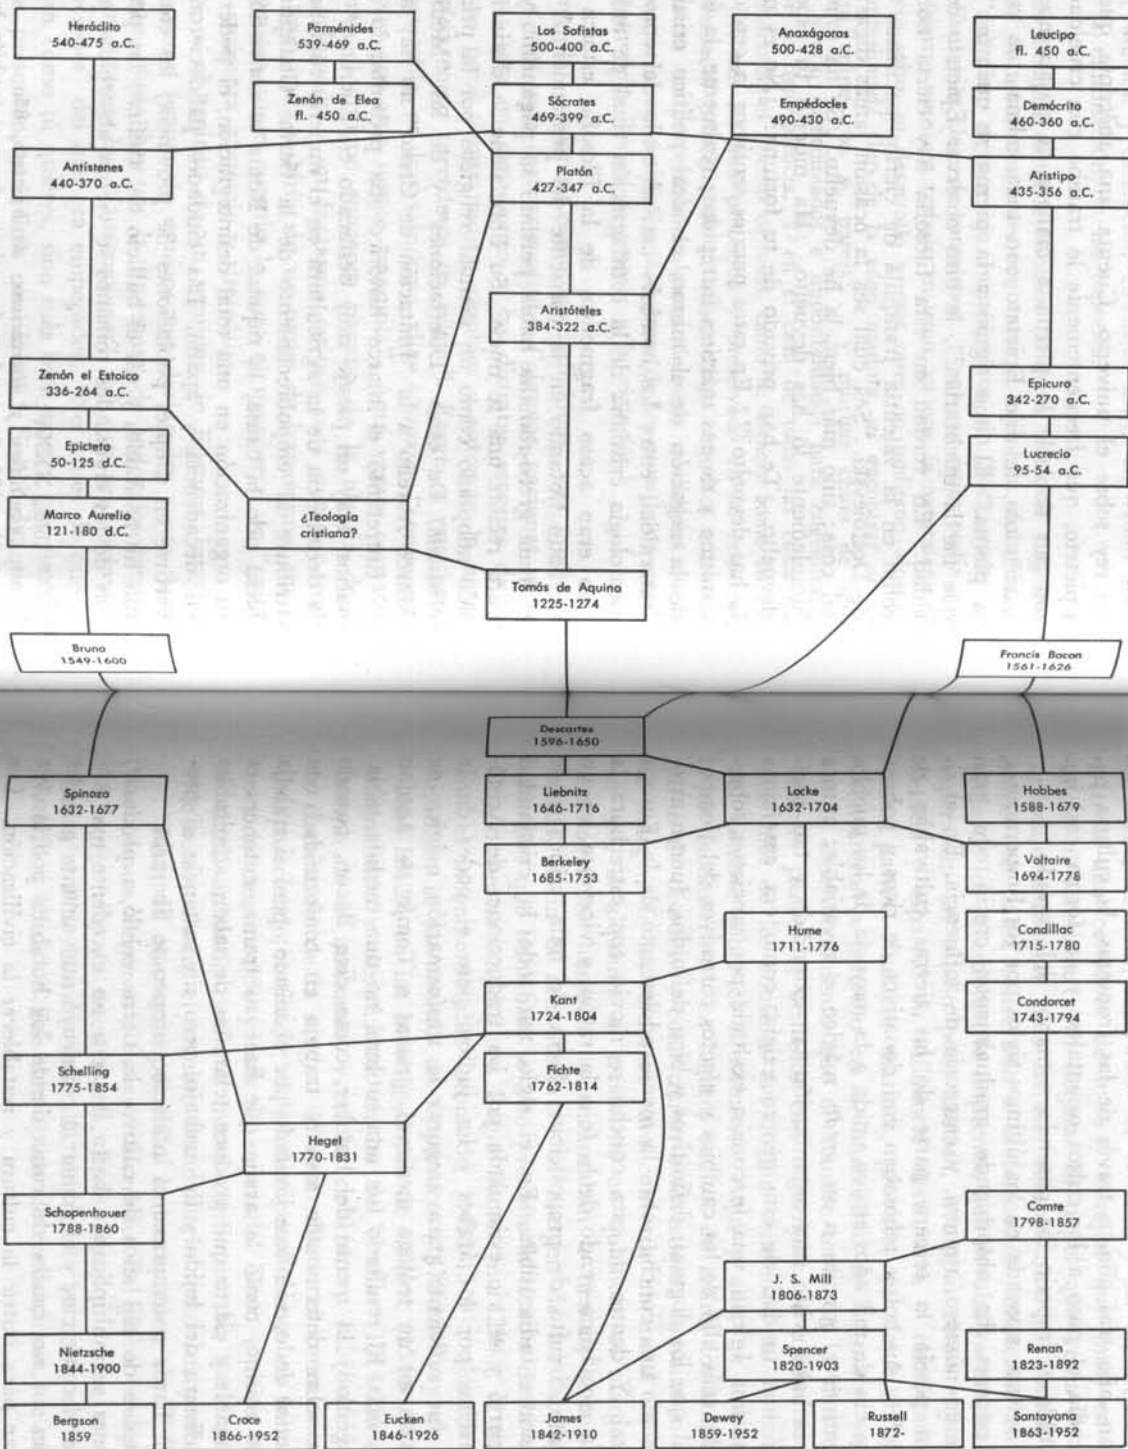 Heráclito
540-475 a.C.
Parménides
539-469 a.C.
Los Sofistas
500-400 a.C.
Anaxágoras
500-428 a.C.
Leucipo
fl. 450 a.C.
Zenón de Elea
fl. 450 a.C.
Sócrates
469-399 a.C.
Empédocles
490-430 a.C.
Demócrito
460-360 a.C.
Antístenes
440-370 a.C.
Platón
427-347 a.C.
Aristipo
435-356 a.C.
Aristóteles
384-322 a.C.
Zenón el Estoico
336-264 a.C.
Epicuro
342-270 a.C.
Epicteto
50-125 d.C.
Lucrecio
95-54 a.C.
Marco Aurelio
121-180 d.C.
¿Teología
cristiana?
Tomás de Aquino
1225-1274
Bruno
1549-1600
Francis Bacon
1561-1626
Descartes
1596-1650
Spinoza
1632-1677
Liebnitz
1646-1716
Locke
1632-1704
Hobbes
1588-1679
Berkeley
1685-1753
Voltaire
1694-1778
Hume
1711-1776
Condillac
1715-1780
Kant
1724-1804
Condorcet
1743-1794
Schelling
1775-1854
Fichte
1762-1814
Hegel
1770-1831
Schopenhauer
1788-1860
Comte
1798-1857
J. S. Mill
1806-1873
Nietzsche
1844-1900
Spencer
1820-1903
Renan
1823-1892
Bergson
1859
Croce
1866-1952
Eucken
1846-1926
James
1842-1910
Dewey
1859-1952
Russell
1872-
Santayana
1863-1952